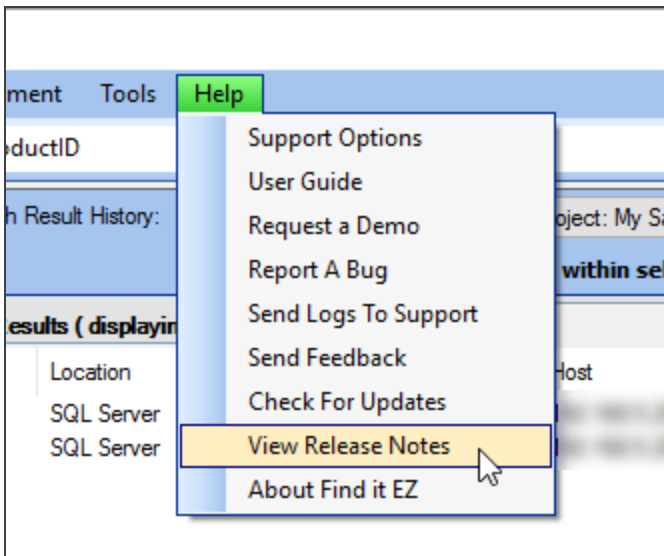 ment Tools Help
oductID
h Result History:
oject: My Sa
within sel
esults ( displayin
Location
Host
SQL Server
SQL Server
Support Options
User Guide
Request a Demo
Report A Bug
Send Logs To Support
Send Feedback
Check For Updates
View Release Notes
About Find it EZ